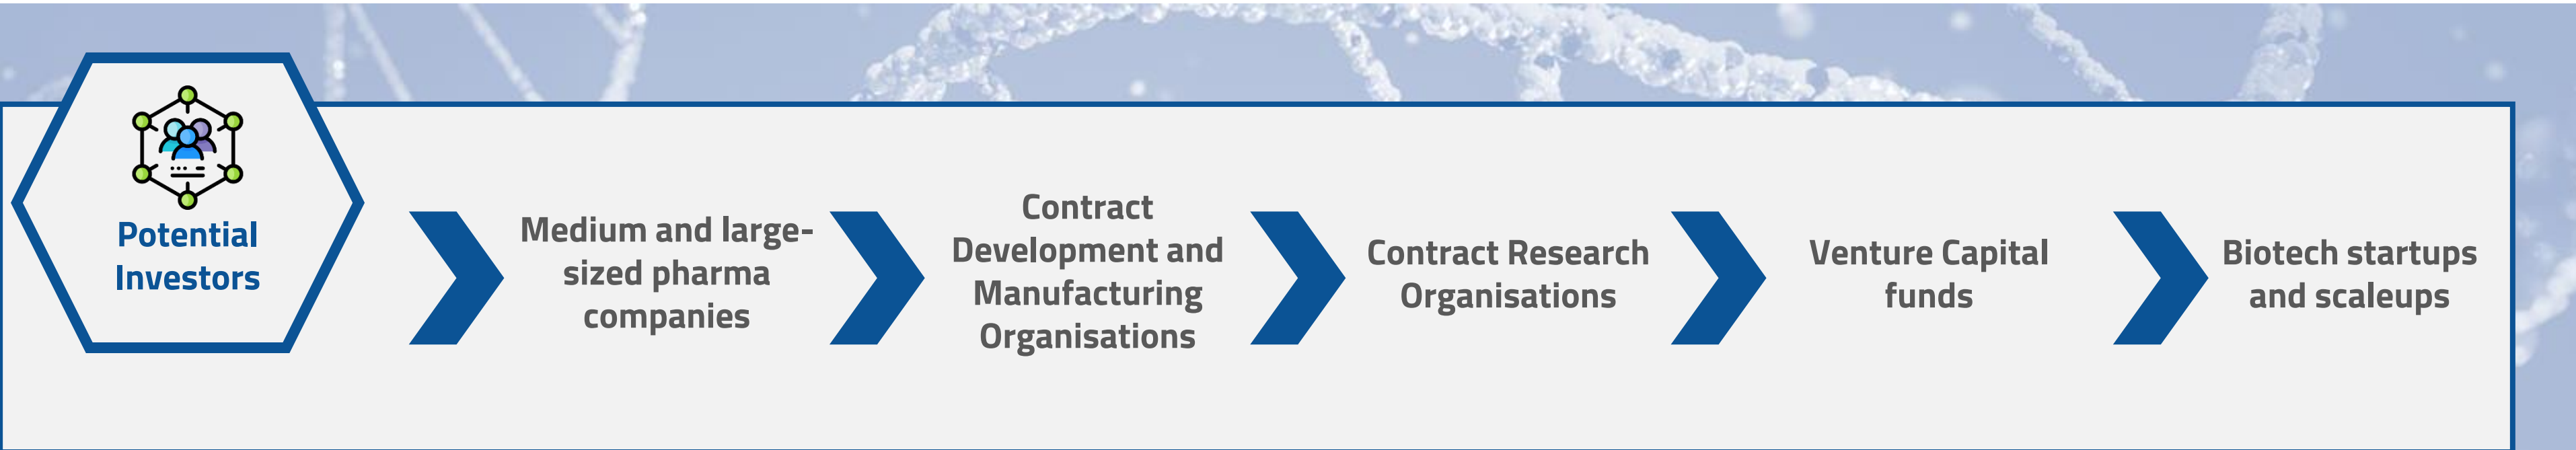 Potential
Investors
Medium and large-
sized pharma
companies
Contract
Development and
Manufacturing
Organisations
Contract Research
Organisations
Venture Capital
funds
Biotech startups
and scaleups